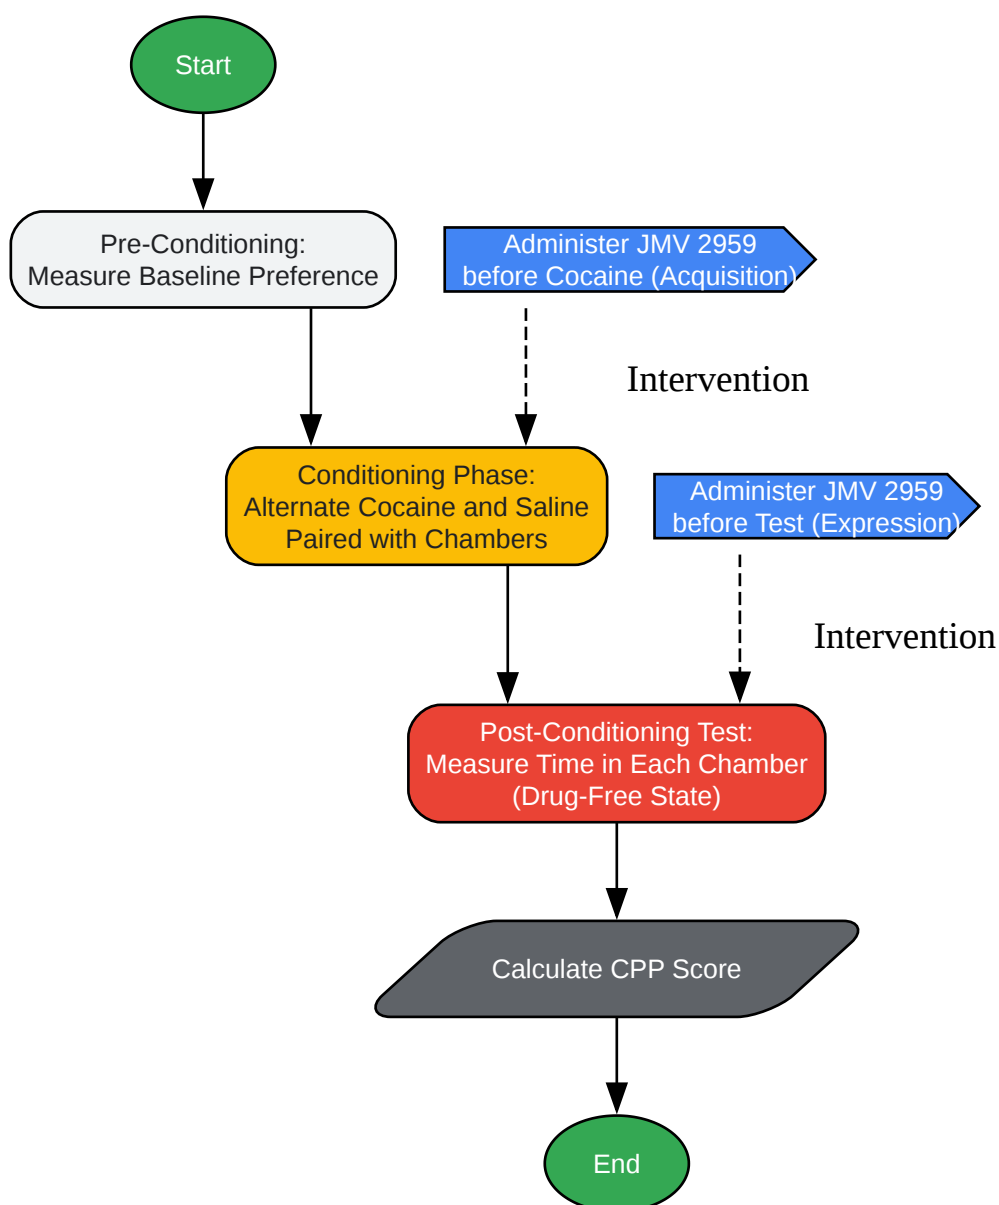 Start
Pre-Conditioning:
Measure Baseline Preference
Administer JMV 2959
before Cocaine (Acquisition)
Intervention
Conditioning Phase:
Alternate Cocaine and Saline
Paired with Chambers
Administer JMV 2959
before Test (Expression)
Intervention
Post-Conditioning Test:
Measure Time in Each Chamber
(Drug-Free State)
Calculate CPP Score
End